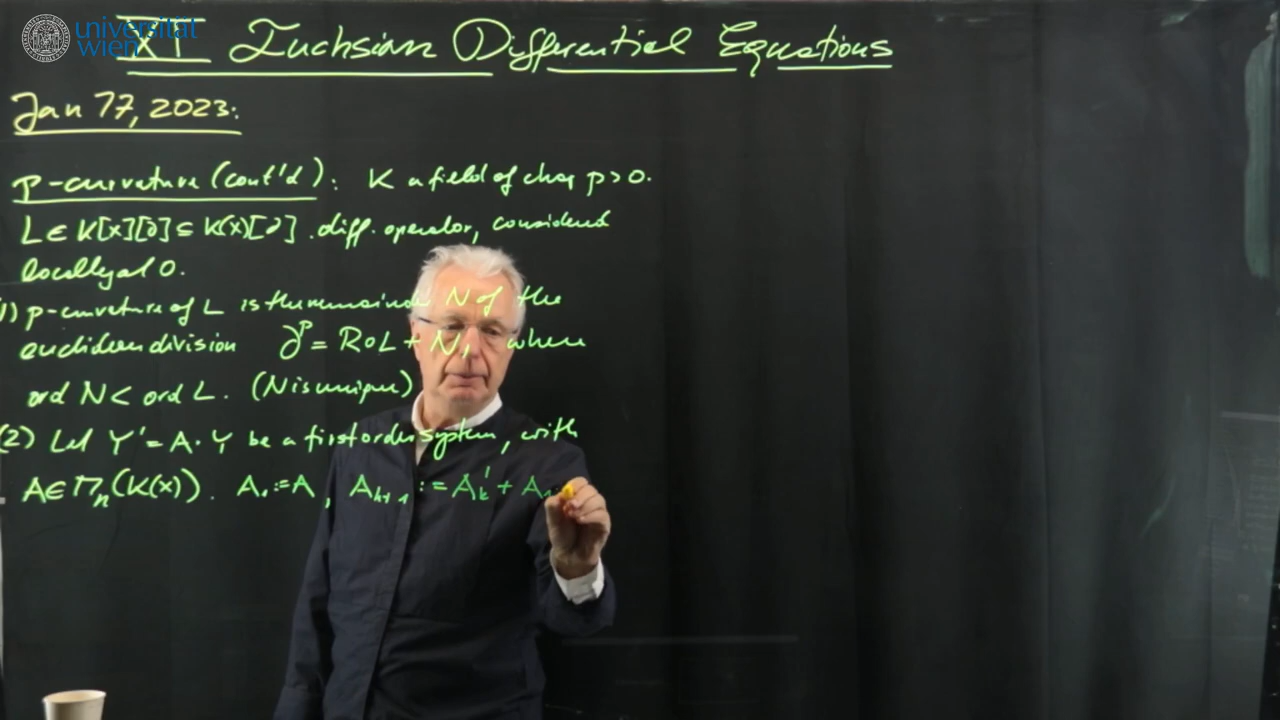 universität
wien
XI Fuchsian Differential Equations
Jan 17, 2023:
p-curvature (cont'd): K a field of char p>0.
L ∈ K[x][∂] ⊆ K(x)[∂]. diff. operator, considered
locally at 0.
1) p-curvature of L is the remainder N of the
euclidean division ∂^p = R∘L + N, where
ord N < ord L. (N is unique)
(2) Let Y' = A·Y be a first order system, with
A ∈ M_n(K(x)). A_1 := A, A_{k+1} := A_k' + A